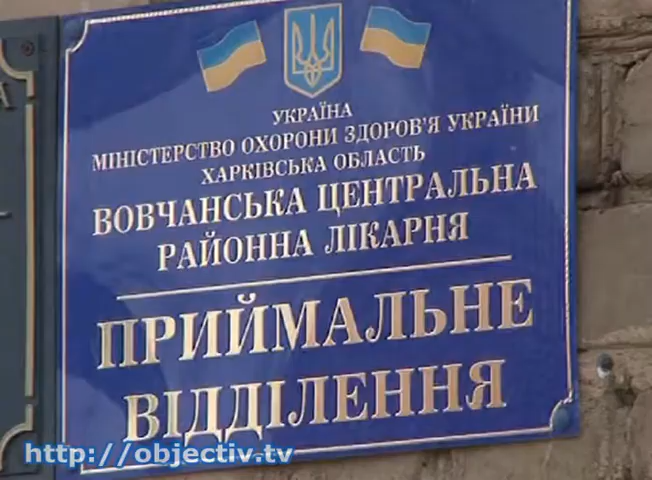 УКРАЇНА
МІНІСТЕРСТВО ОХОРОНИ ЗДОРОВ'Я УКРАЇНИ
ХАРКІВСЬКА ОБЛАСТЬ
ВОВЧАНСЬКА ЦЕНТРАЛЬНА
РАЙОННА ЛІКАРНЯ
ПРИЙМАЛЬНЕ
ВІДДІЛЕННЯ
http://objectiv.tv